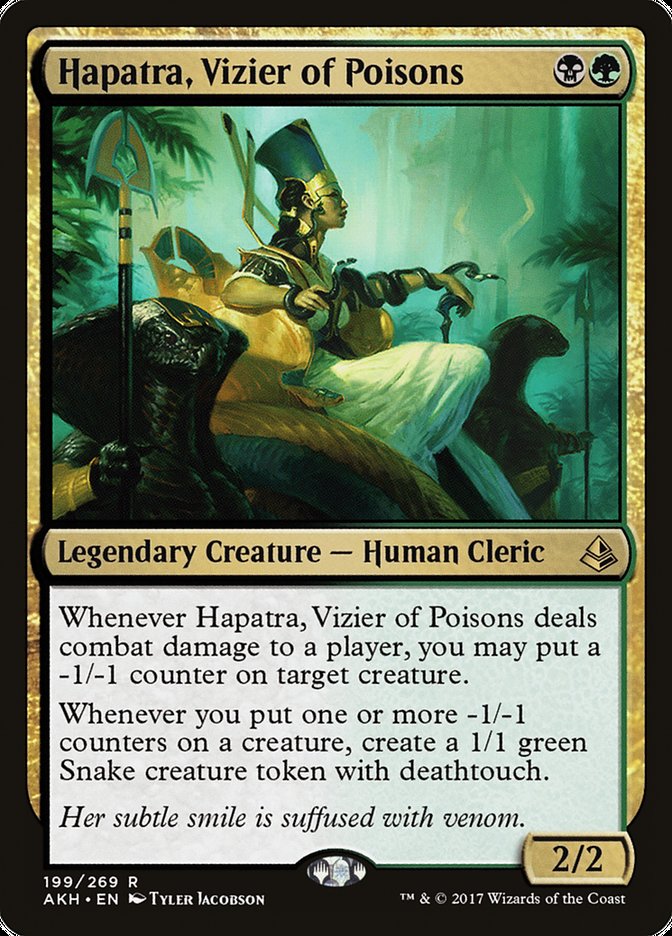 Hapatra, Vizier of Poisons
Legendary Creature — Human Cleric
Whenever Hapatra, Vizier of Poisons deals
combat damage to a player, you may put a
-1/-1 counter on target creature.
Whenever you put one or more -1/-1
counters on a creature, create a 1/1 green
Snake creature token with deathtouch.
Her subtle smile is suffused with venom.
2/2
199/269 R
AKH • EN Tyler Jacobson
™ & © 2017 Wizards of the Coast